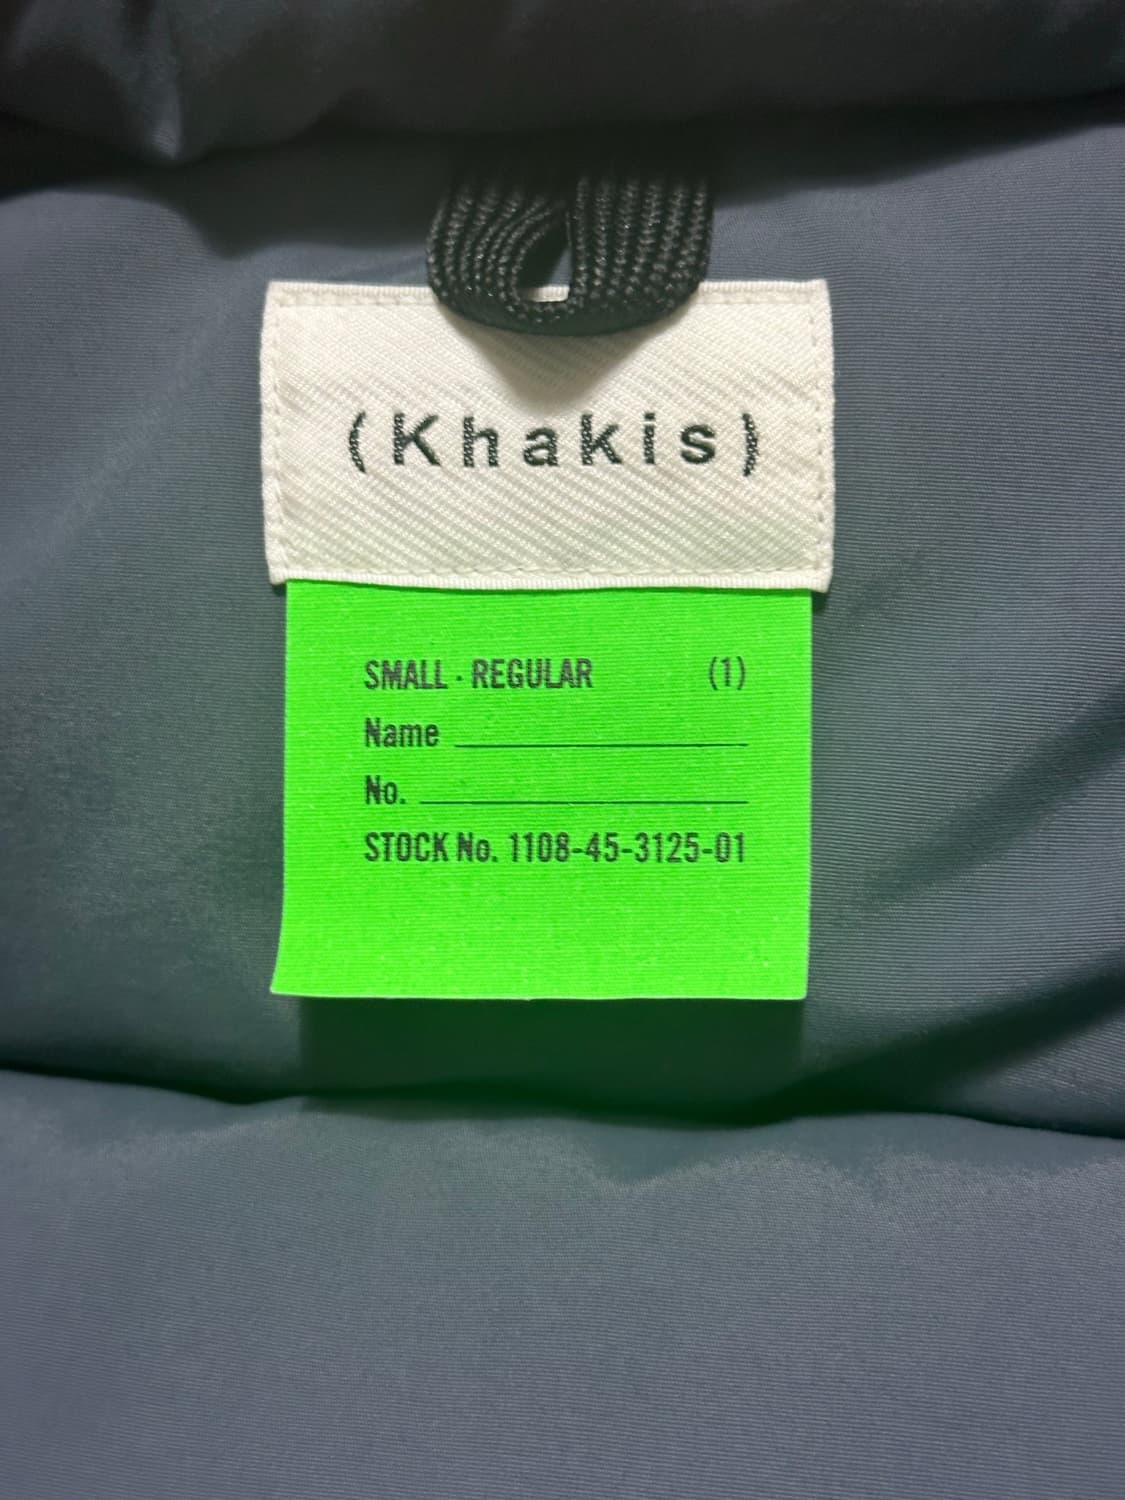 (Khakis)
SMALL · REGULAR (1)
Name
No.
STOCK No. 1108-45-3125-01